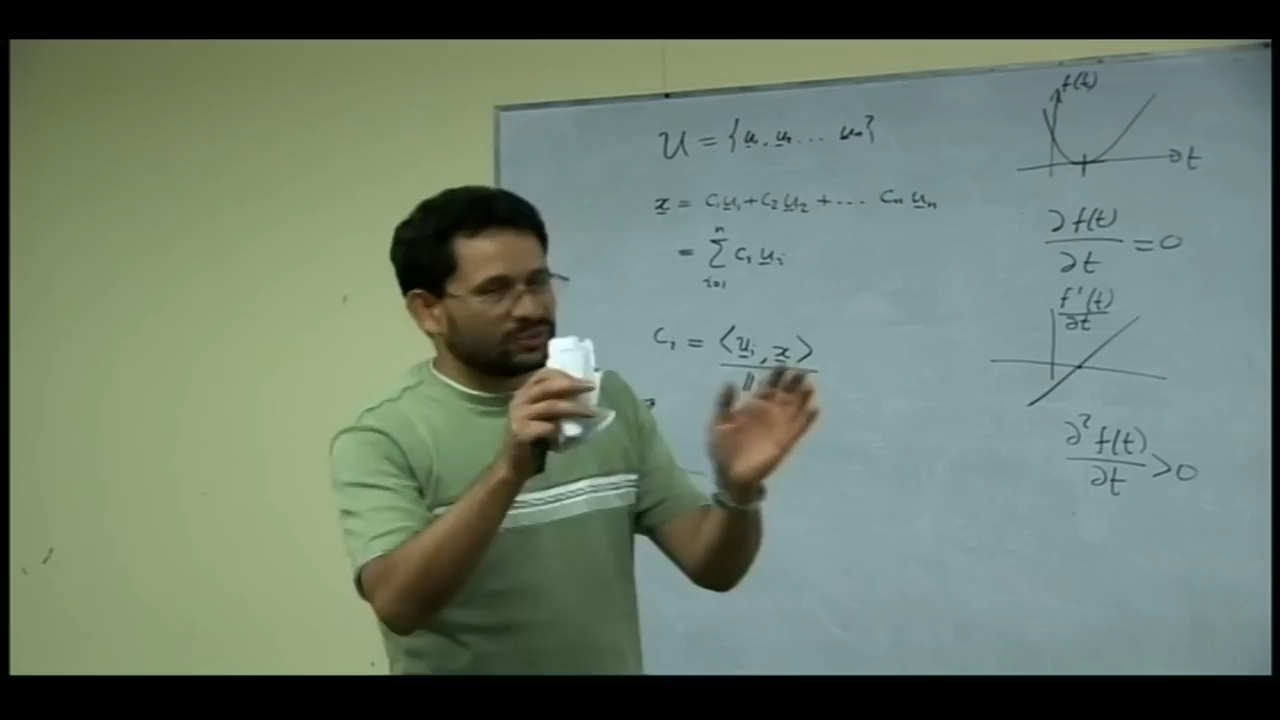 U = {u₁, u₂ ... uₙ}
x = c₁u₁ + c₂u₂ + ... cₙuₙ
= ∑ᵢ₌₁ⁿ cᵢuᵢ
cᵢ = <uᵢ, x>
||
f(t)
t
∂f(t)
∂t
= 0
f'(t)
∂t
∂²f(t)
∂t
> 0